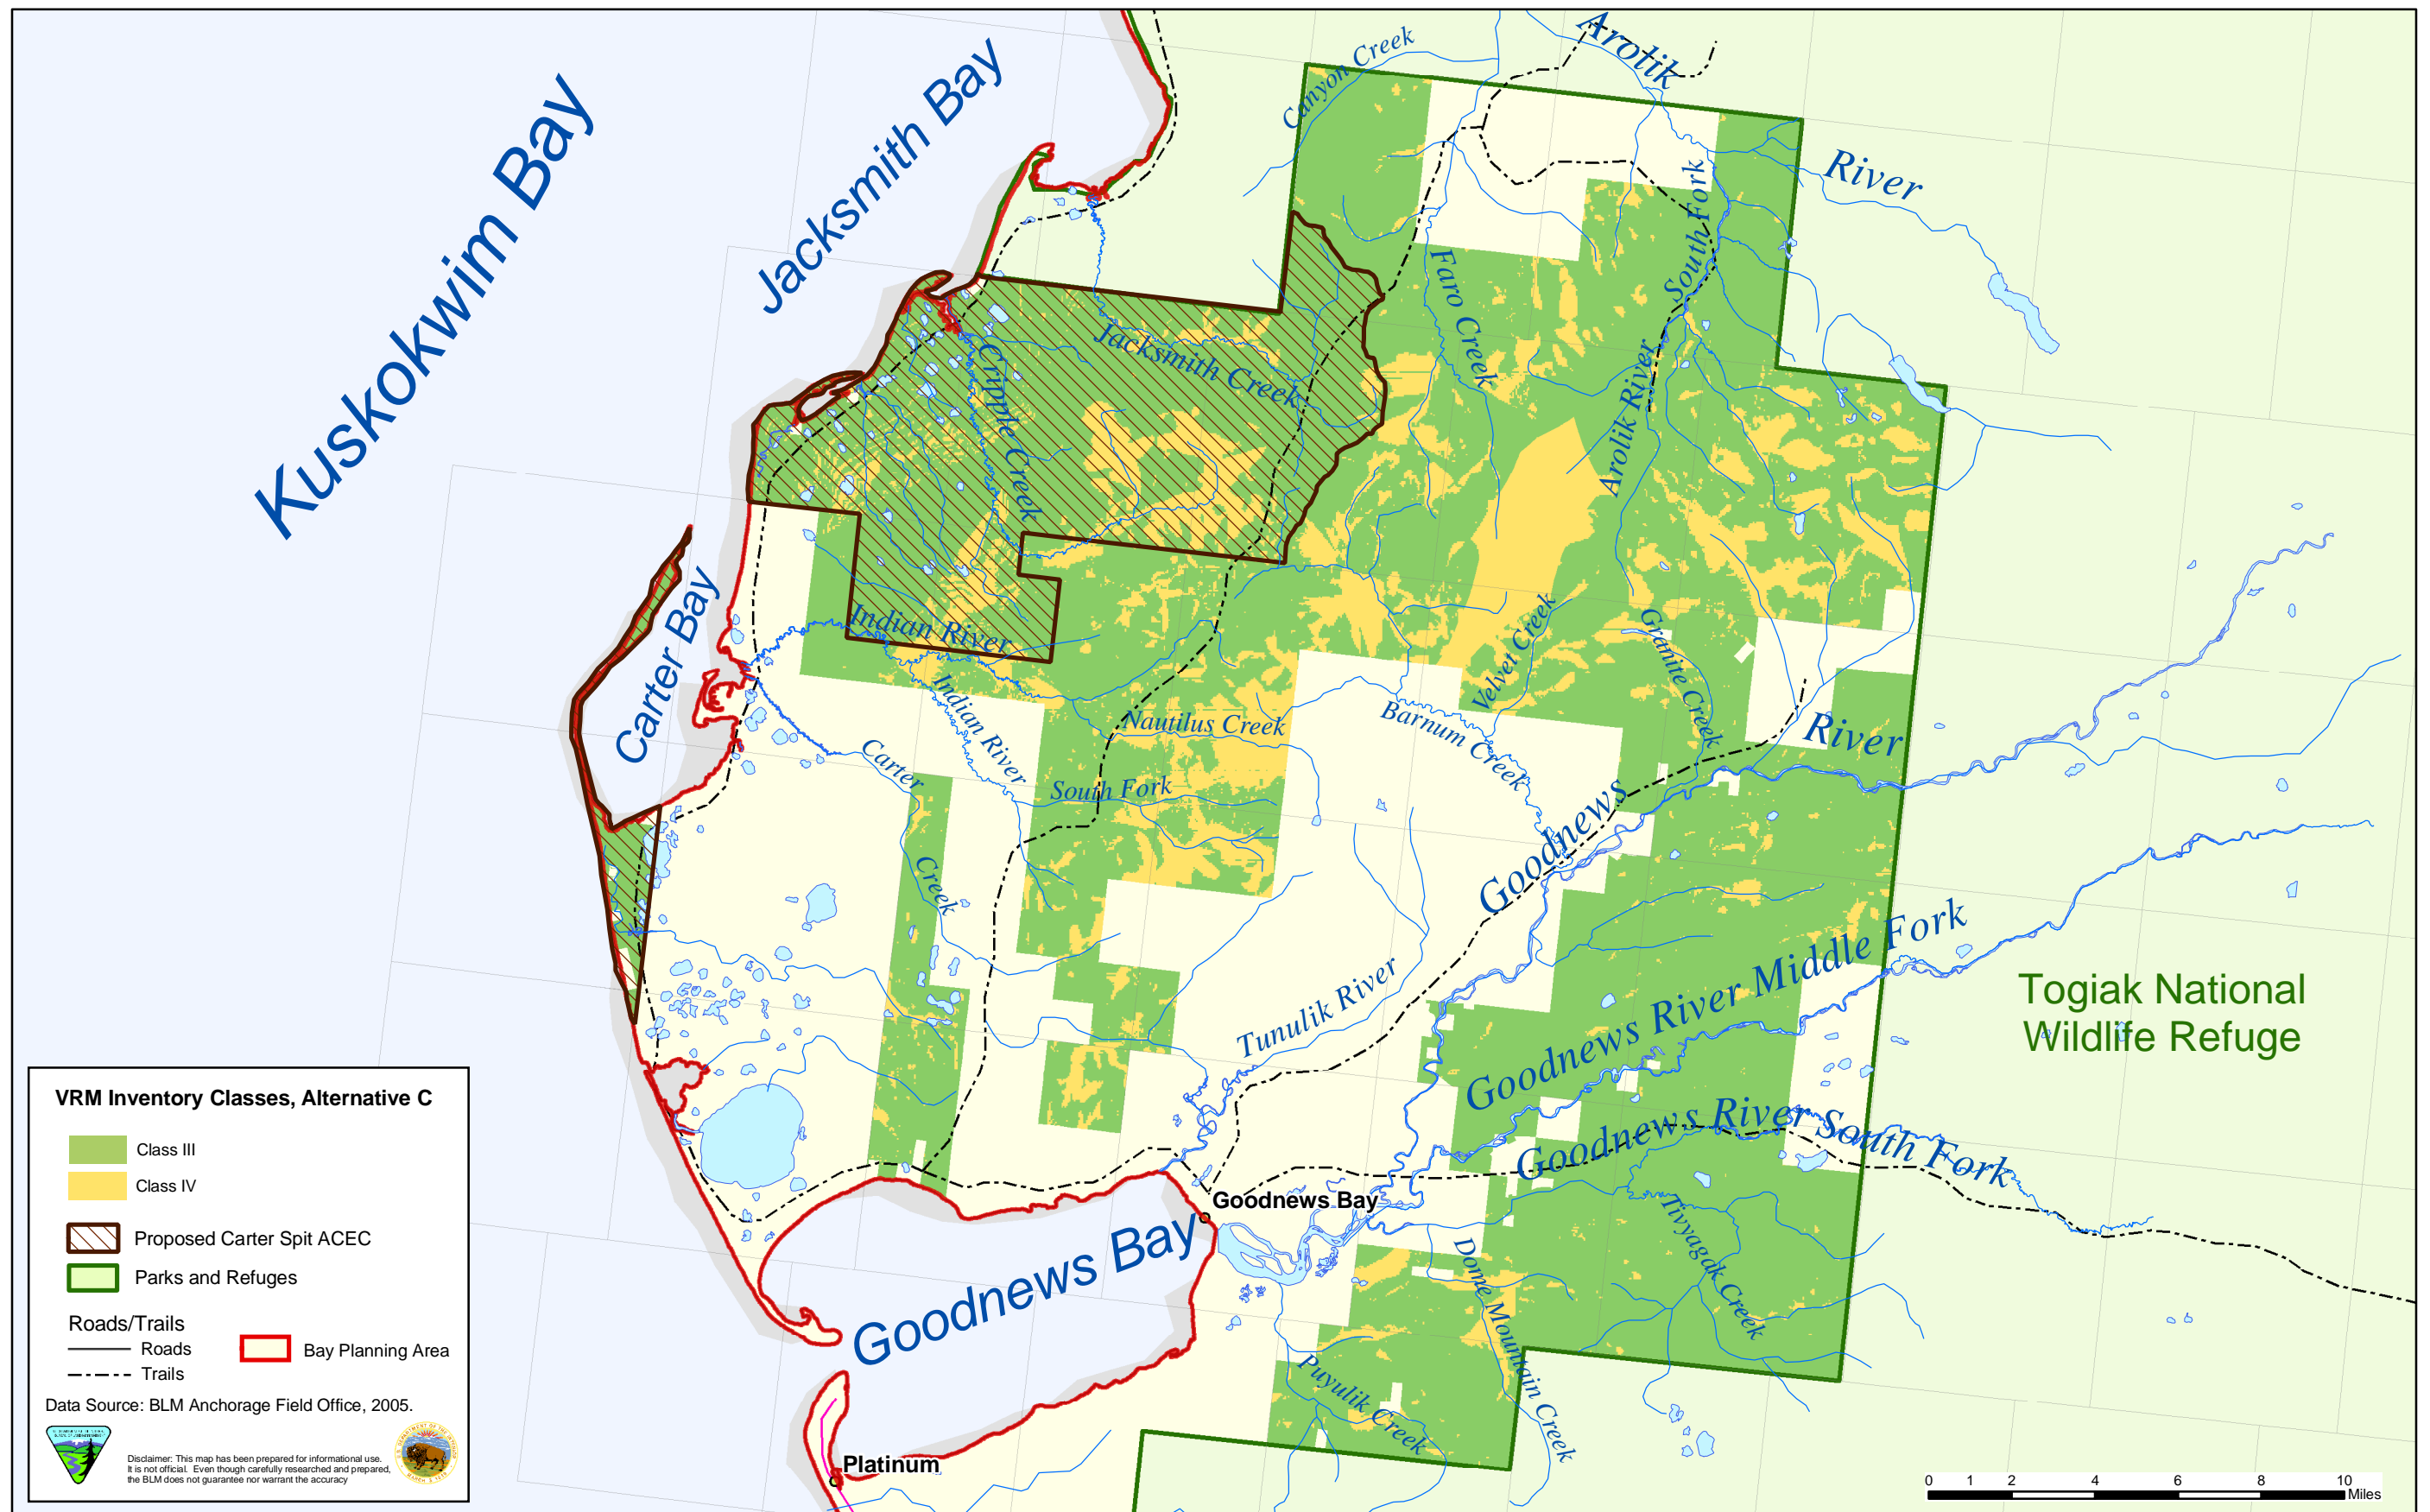 Kuskokwim Bay
Jacksmith Bay
Canyon Creek
Arolik
River
South Fork
Faro Creek
Arolik River
Jacksmith Creek
Cripple Creek
Carter Bay
Indian River
Indian River
Nautilus Creek
Velvet Creek
Granite Creek
Barnum Creek
River
Carter
Creek
South Fork
Goodnews
Goodnews River Middle Fork
Togiak National
Wildlife Refuge
Tunulik River
Goodnews River South Fork
Goodnews Bay
Goodnews Bay
Tivyagak Creek
Dome Mountain Creek
Puyulik Creek
Platinum
VRM Inventory Classes, Alternative C
Class III
Class IV
Proposed Carter Spit ACEC
Parks and Refuges
Roads/Trails
Roads
Bay Planning Area
Trails
Data Source: BLM Anchorage Field Office, 2005.
Disclaimer: This map has been prepared for informational use.
It is not official. Even though carefully researched and prepared,
the BLM does not guarantee nor warrant the accuracy
0 1 2 4 6 8 10
Miles